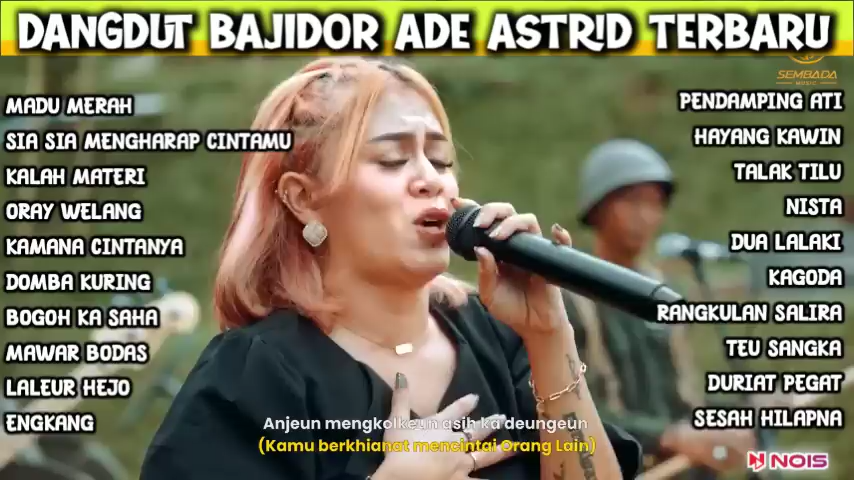 DANGDUT BAJIDOR ADE ASTRID TERBARU
SEMBADA
MUSIC
MADU MERAH
SIA SIA MENGHARAP CINTAMU
KALAH MATERI
ORAY WELANG
KAMANA CINTANYA
DOMBA KURING
BOGOH KA SAHA
MAWAR BODAS
LALEUR HEJO
ENGKANG
PENDAMPING ATI
HAYANG KAWIN
TALAK TILU
NISTA
DUA LALAKI
KAGODA
RANGKULAN SALIRA
TEU SANGKA
DURIAT PEGAT
SESAH HILAPNA
Anjeun mengkolkeun asih ka deungeun
(Kamu berkhianat mencintai Orang Lain)
NOIS